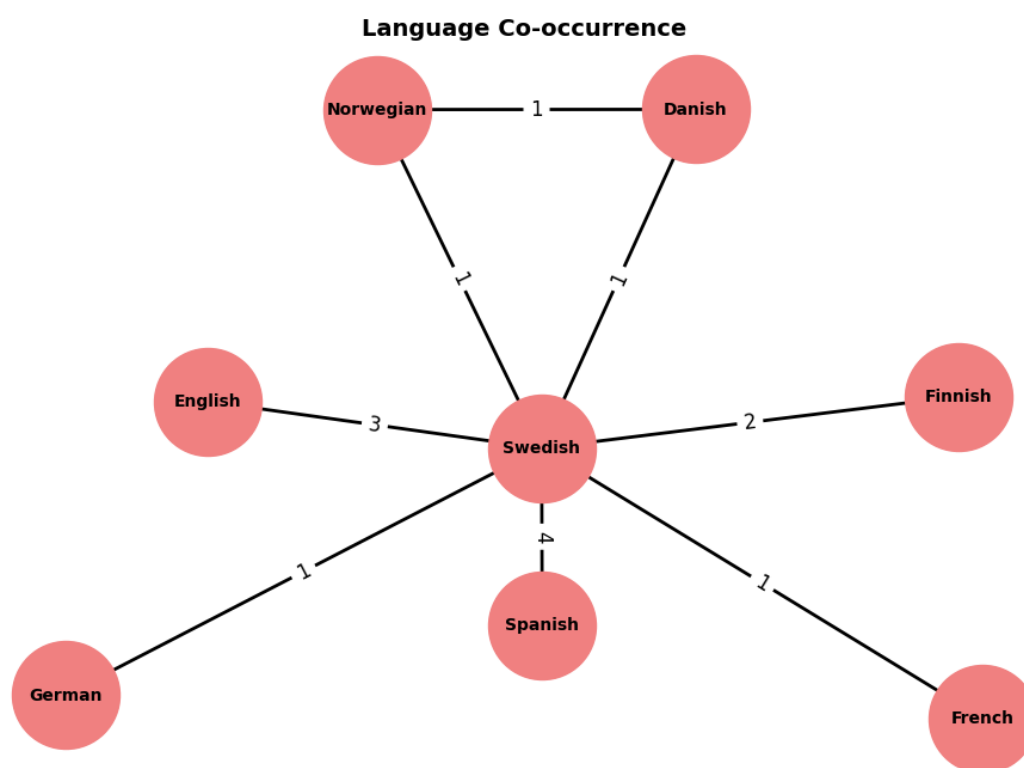 Language Co-occurrence
Norwegian
1
Danish
1
1
English
3
Swedish
2
Finnish
4
1
1
Spanish
German
French